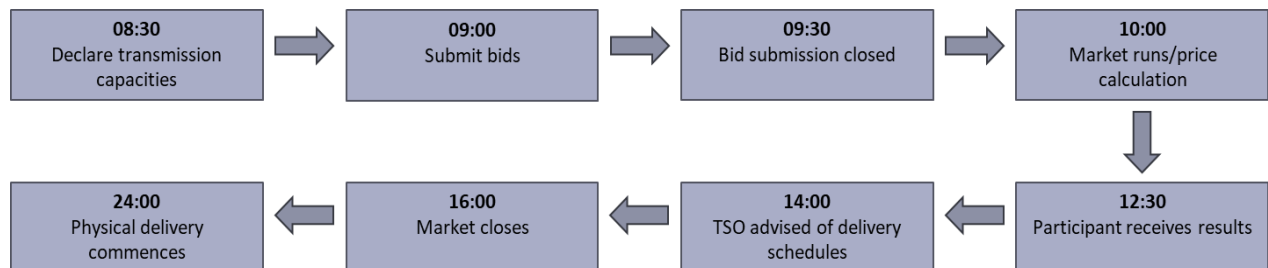 08:30
Declare transmission
capacities
09:00
Submit bids
09:30
Bid submission closed
10:00
Market runs/price
calculation
12:30
Participant receives results
14:00
TSO advised of delivery
schedules
16:00
Market closes
24:00
Physical delivery
commences